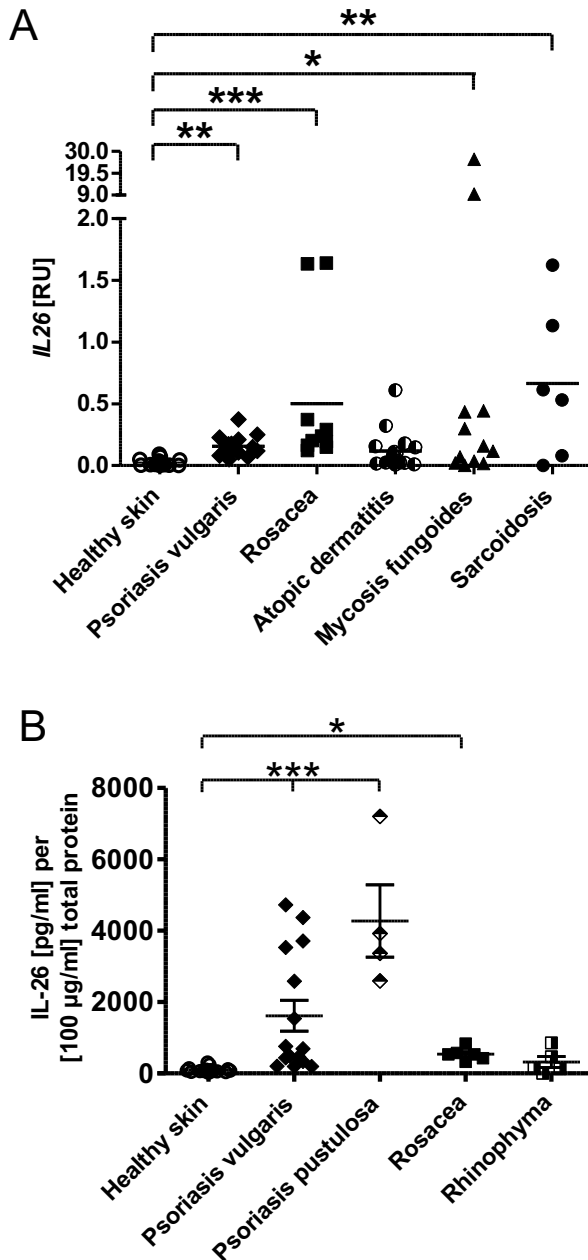 A
**
*
***
**
30.0
19.5
9.0
2.0
1.5
1.0
0.5
0.0
IL26 [RU]
Healthy skin
Psoriasis vulgaris
Rosacea
Atopic dermatitis
Mycosis fungoides
Sarcoidosis
B
*
***
8000
6000
4000
2000
0
IL-26 [pg/ml] per
[100 µg/ml] total protein
Healthy skin
Psoriasis vulgaris
Psoriasis pustulosa
Rosacea
Rhinophyma